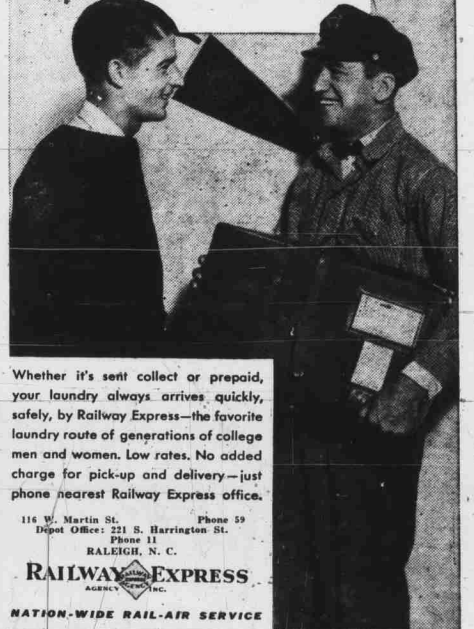 Whether it's sent collect or prepaid,
your laundry always arrives quickly,
safely, by Railway Express—the favorite
laundry route of generations of college
men and women. Low rates. No added
charge for pick-up and delivery—just
phone nearest Railway Express office.
116 W. Martin St. Phone 59
Depot Office: 221 S. Harrington St.
Phone 11
RALEIGH, N. C.
RAILWAY EXPRESS
AGENCY INC.
NATION-WIDE RAIL-AIR SERVICE